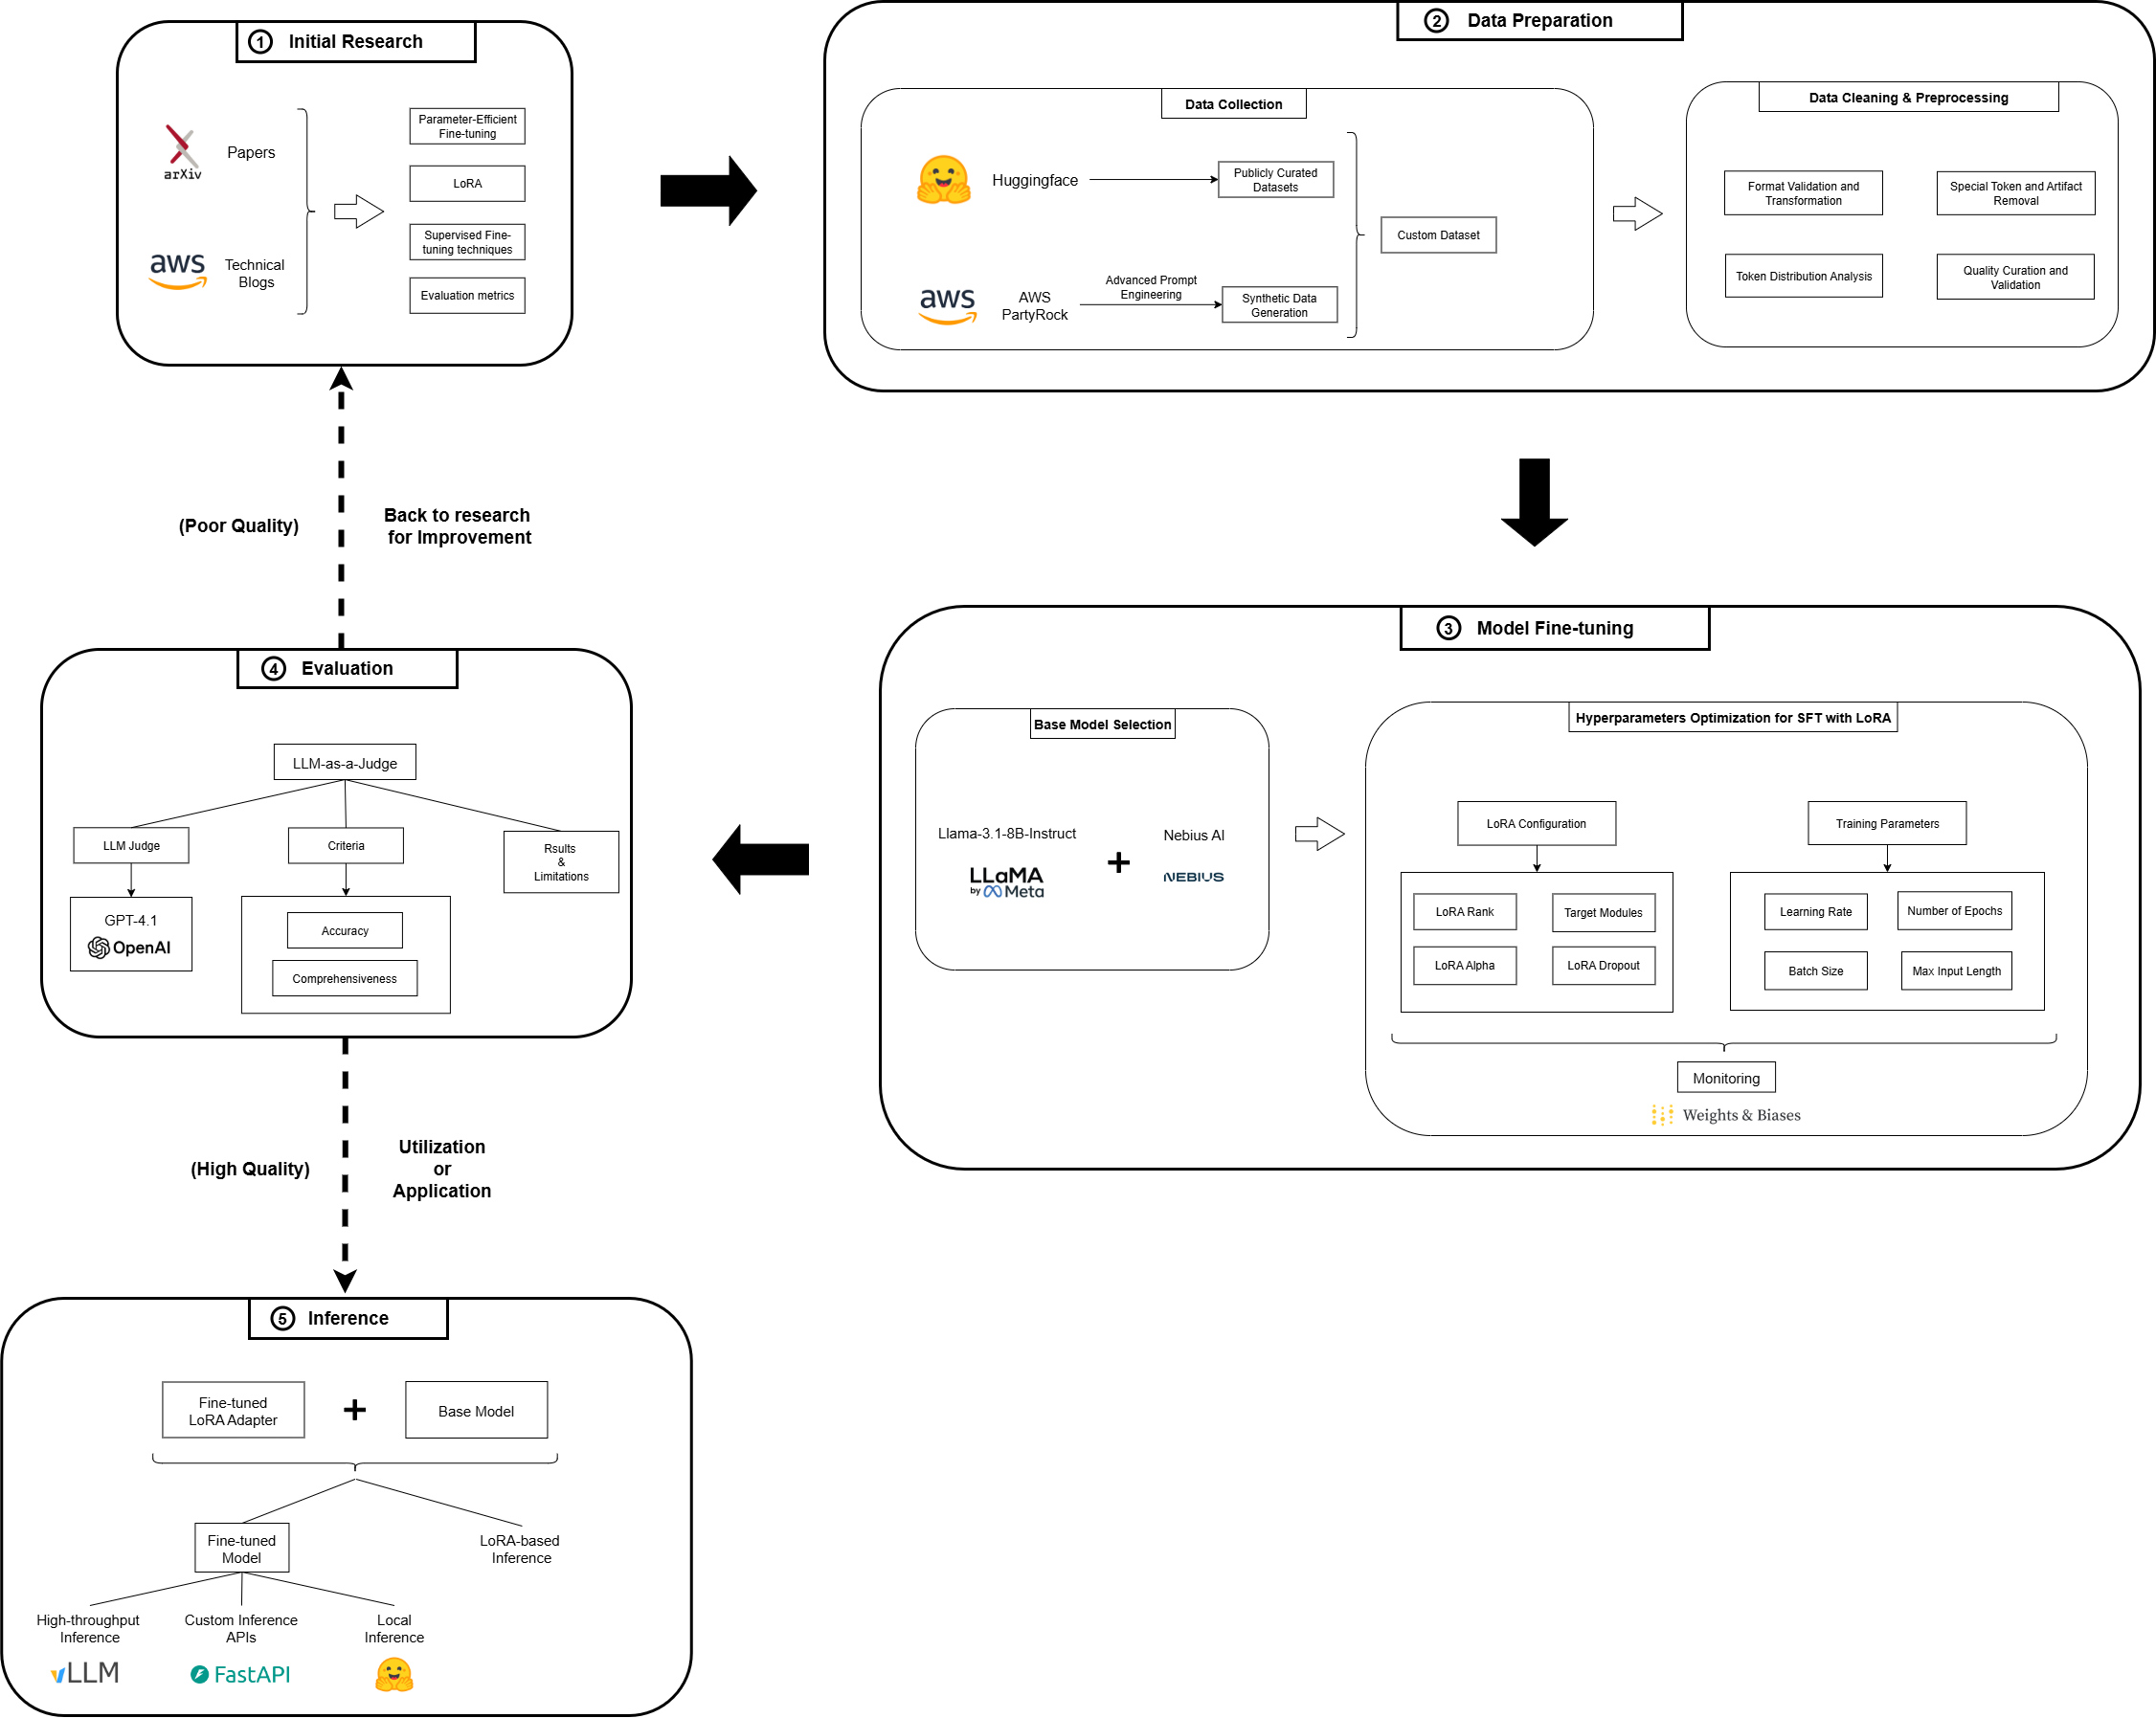 1 Initial Research
arXiv
Papers
aws
Technical
Blogs
Parameter-Efficient
Fine-tuning
LoRA
Supervised Fine-
tuning techniques
Evaluation metrics
2 Data Preparation
Data Collection
Huggingface
Publicly Curated
Datasets
aws
AWS
PartyRock
Advanced Prompt
Engineering
Synthetic Data
Generation
Custom Dataset
Data Cleaning & Preprocessing
Format Validation and
Transformation
Special Token and Artifact
Removal
Token Distribution Analysis
Quality Curation and
Validation
3 Model Fine-tuning
Base Model Selection
Llama-3.1-8B-Instruct
LLaMA
by Meta
+
Nebius AI
NEBIUS
Hyperparameters Optimization for SFT with LoRA
LoRA Configuration
LoRA Rank
Target Modules
LoRA Alpha
LoRA Dropout
Training Parameters
Learning Rate
Number of Epochs
Batch Size
Max Input Length
Monitoring
Weights & Biases
(Poor Quality)
Back to research
for Improvement
4 Evaluation
LLM-as-a-Judge
LLM Judge
GPT-4.1
OpenAI
Criteria
Accuracy
Comprehensiveness
Rsults
&
Limitations
(High Quality)
Utilization
or
Application
5 Inference
Fine-tuned
LoRA Adapter
+
Base Model
Fine-tuned
Model
LoRA-based
Inference
High-throughput
Inference
vLLM
Custom Inference
APIs
FastAPI
Local
Inference